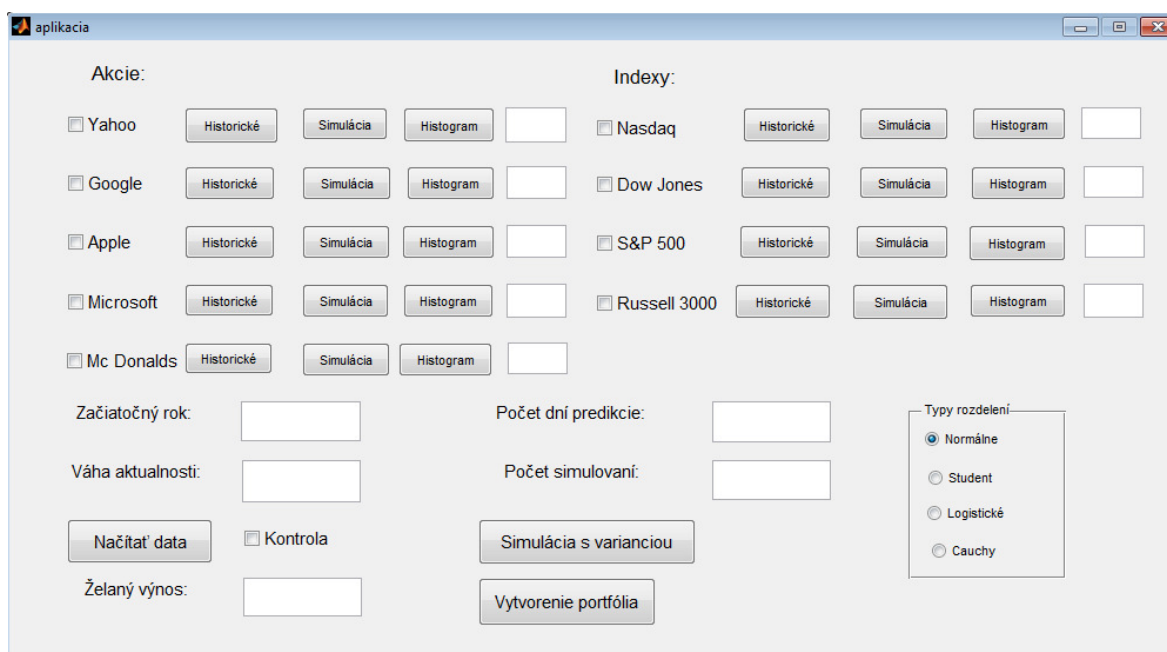 aplikacia
Akcie:
Indexy:
Yahoo Historické Simulácia Histogram
Nasdaq Historické Simulácia Histogram
Google Historické Simulácia Histogram
Dow Jones Historické Simulácia Histogram
Apple Historické Simulácia Histogram
S&P 500 Historické Simulácia Histogram
Microsoft Historické Simulácia Histogram
Russell 3000 Historické Simulácia Histogram
Mc Donalds Historické Simulácia Histogram
Začiatočný rok:
Počet dní predikcie:
Váha aktualnosti:
Počet simulovaní:
Typy rozdelení
Normálne
Student
Logistické
Cauchy
Načítať data
Kontrola
Simulácia s varianciou
Želaný výnos:
Vytvorenie portfólia